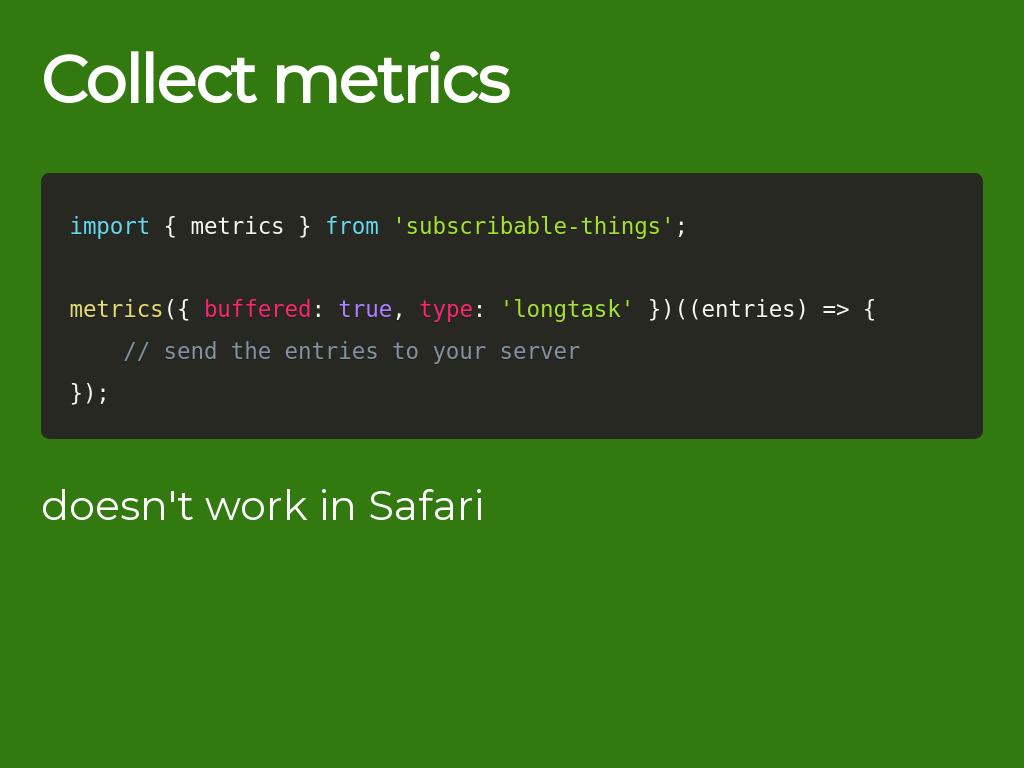 Collect metrics
import { metrics } from 'subscribable-things';
metrics({ buffered: true, type: 'longtask' })((entries) => {
    // send the entries to your server
});
doesn't work in Safari